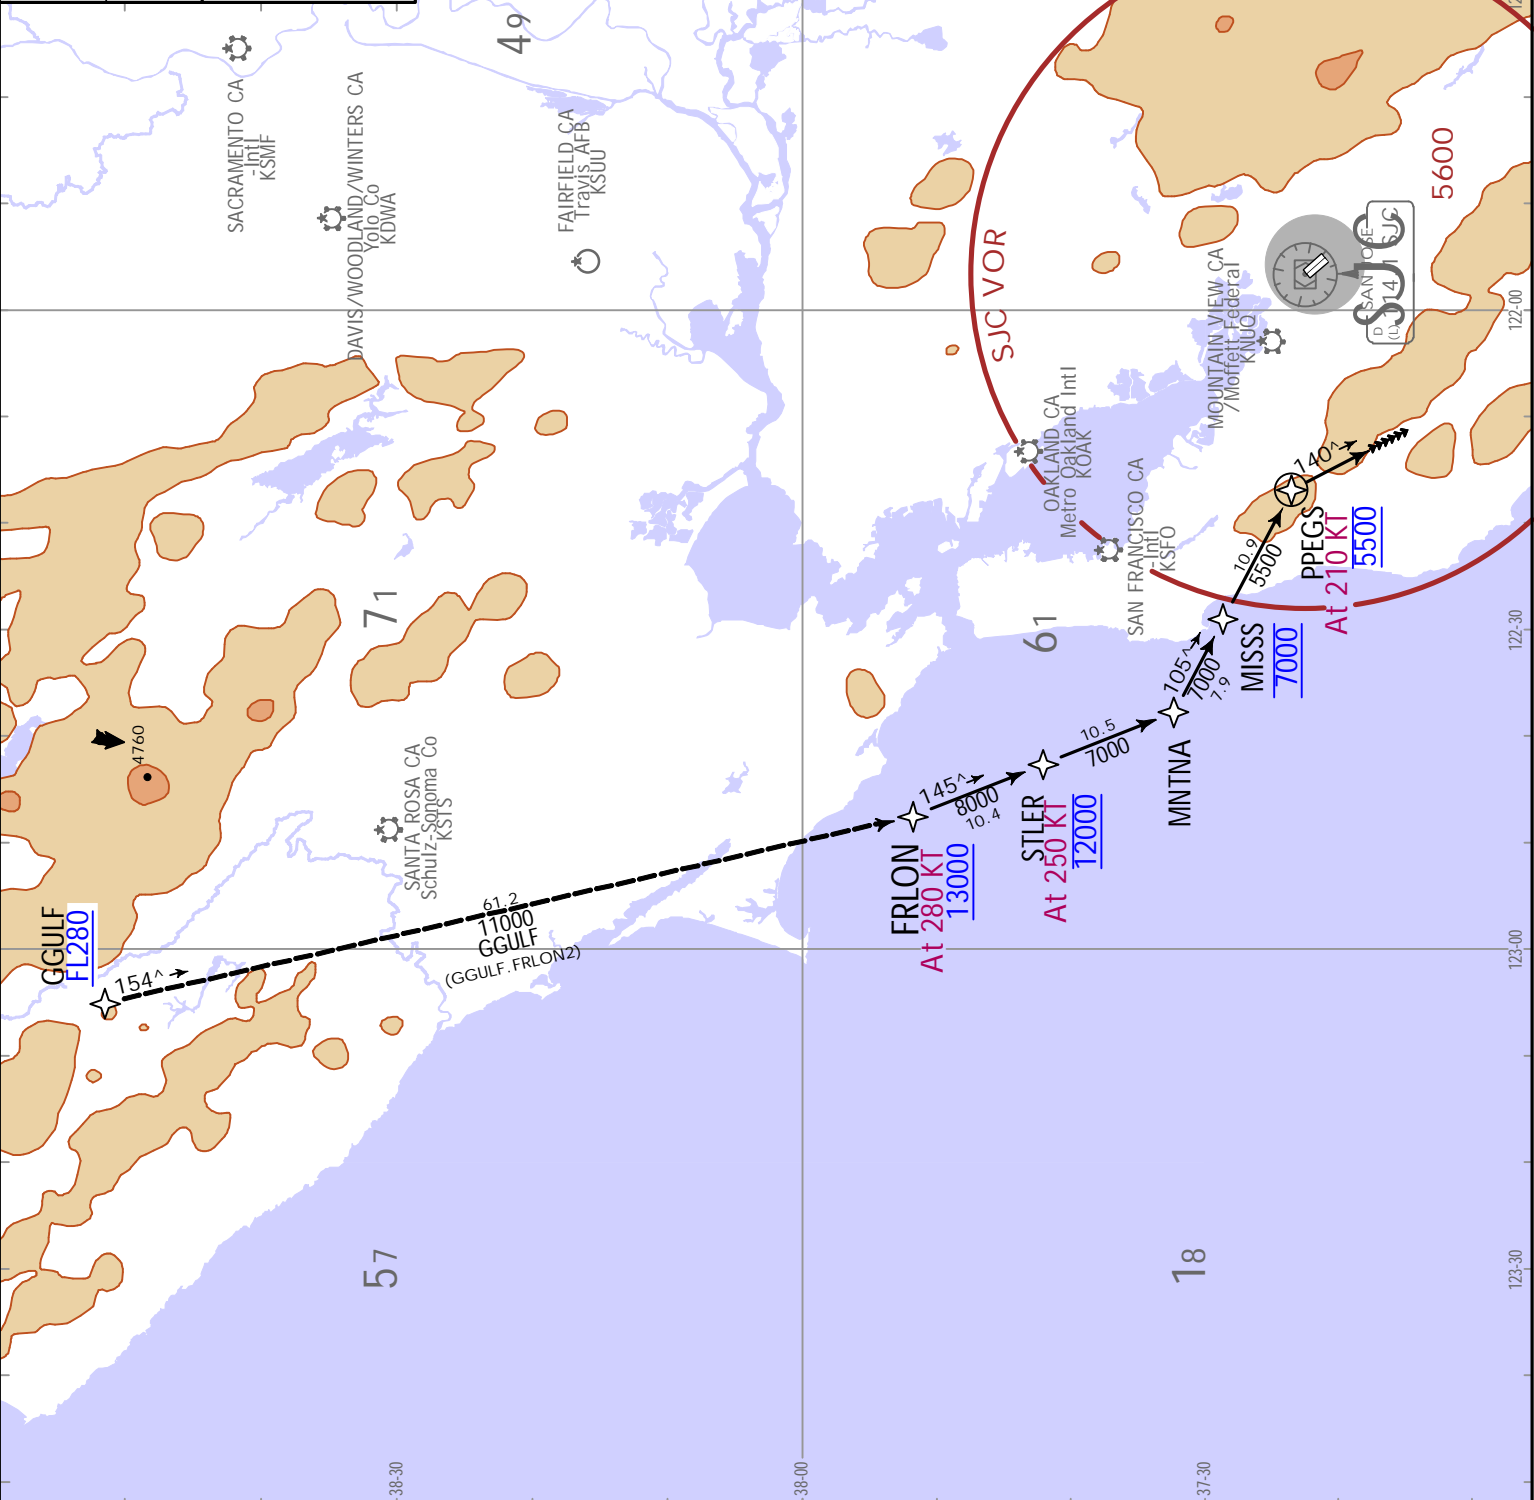 SACRAMENTO CA
-Intl
KSMF
DAVIS/WOODLAND/WINTERS CA
Yolo Co
KDWA
49
FAIRFIELD CA
Travis AFB
KSUU
SJC VOR
5600
SAN JOSE
D
(L)
SJC
SJC
MOUNTAIN VIEW CA
/Moffett Federal
KNUQ
OAKLAND CA
Metro Oakland Intl
KOAK
SAN FRANCISCO CA
-Intl
KSFO
122-00
122-30
123-00
123-30
38-30
38-00
37-30
71
61
57
18
4760
SANTA ROSA CA
Schulz-Sonoma Co
KSTS
GGULF
FL280
154^
61.2
11000
GGULF
(GGULF.FRLON2)
FRLON
At 280 KT
13000
145^
8000
10.4
STLER
At 250 KT
12000
10.5
7000
MNTNA
105^
7000
7.9
MISSS
7000
10.9
5500
PPEGS
At 210 KT
5500
140^